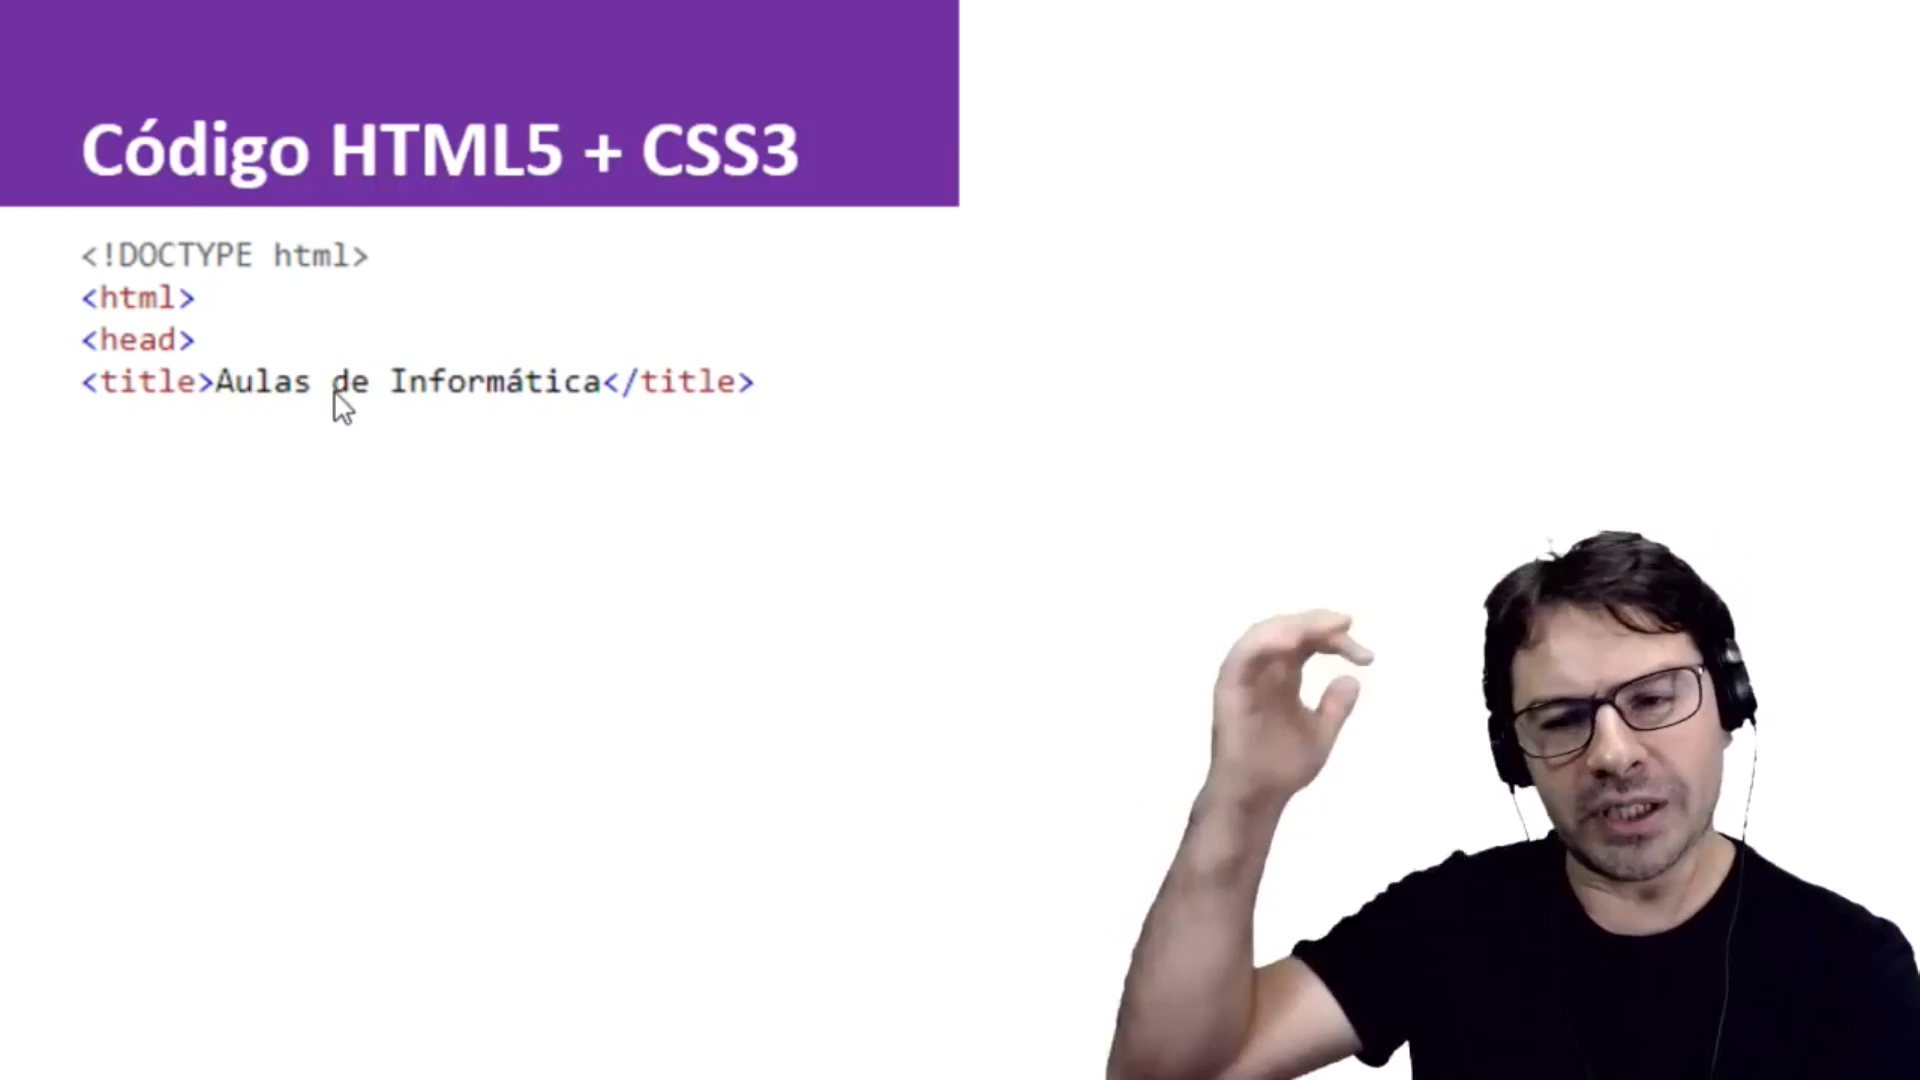 Código HTML5 + CSS3
<!DOCTYPE html>
<html>
<head>
<title>Aulas de Informática</title>